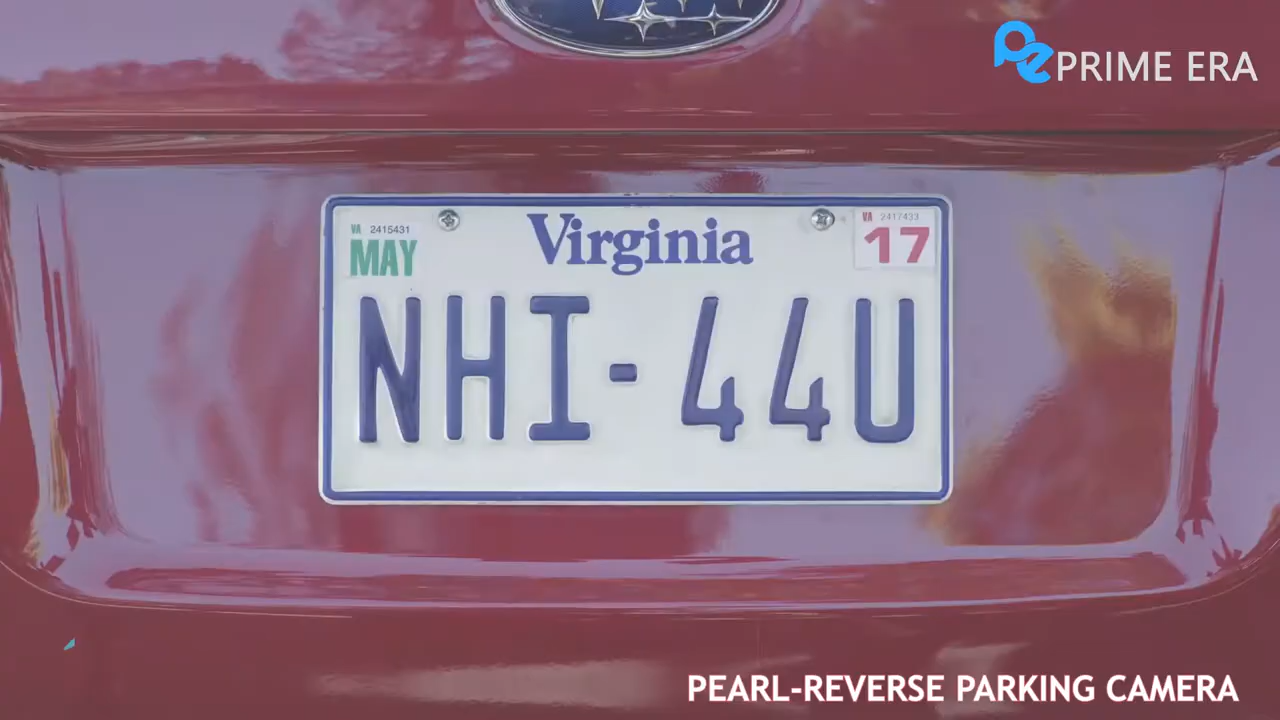 PRIME ERA
VA 2415431
MAY
Virginia
VA 2417433
17
NHI-44U
PEARL-REVERSE PARKING CAMERA